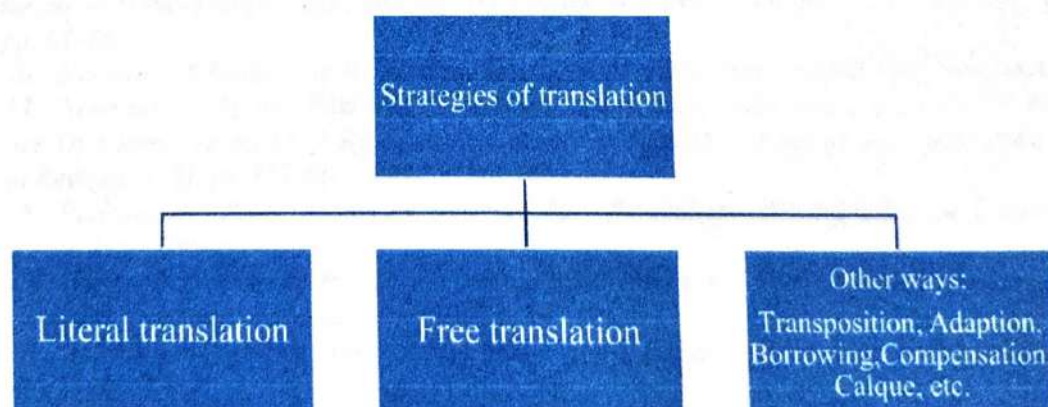 Strategies of translation
Literal translation
Free translation
Other ways:
Transposition, Adaption,
Borrowing,Compensation,
Calque, etc.